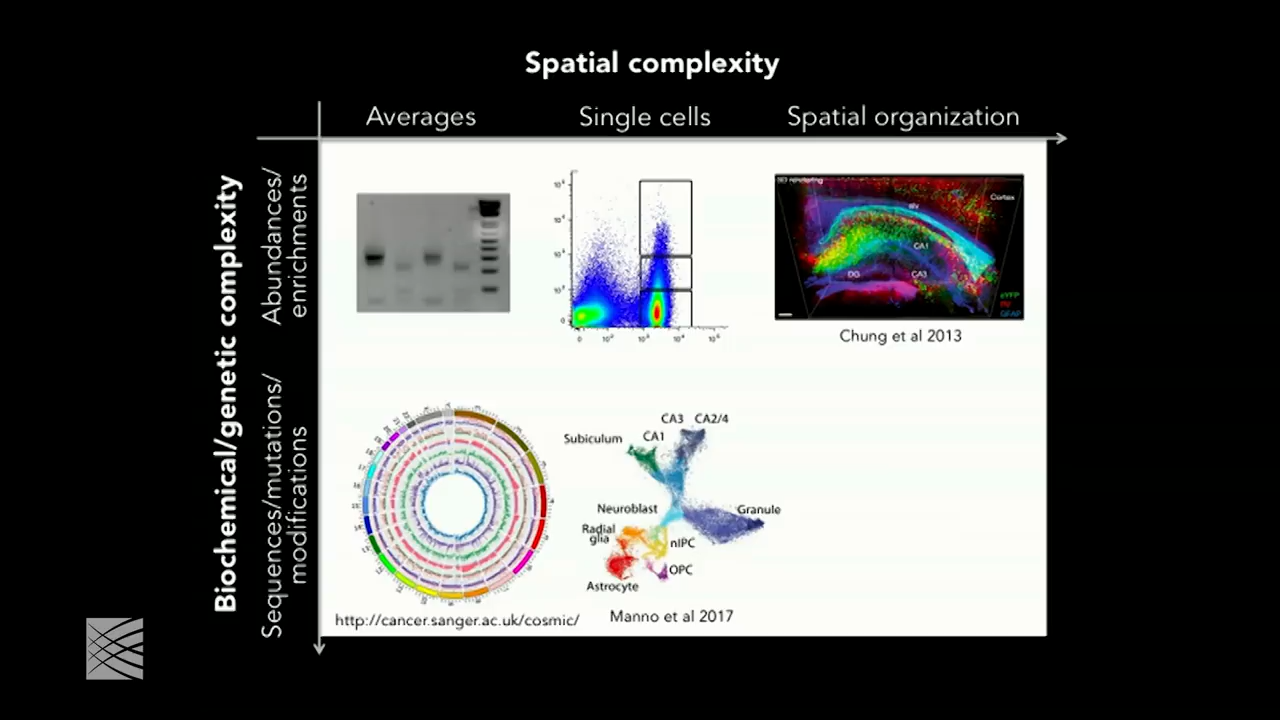 Spatial complexity
Averages
Single cells
Spatial organization
Biochemical/genetic complexity
Abundances/
enrichments
Cortex
CA1
DG
CA3
eYFP
GFAP
Chung et al 2013
Sequences/mutations/
modifications
http://cancer.sanger.ac.uk/cosmic/
CA3
CA2/4
CA1
Subiculum
Neuroblast
Granule
Radial
glia
nIPC
OPC
Astrocyte
Manno et al 2017